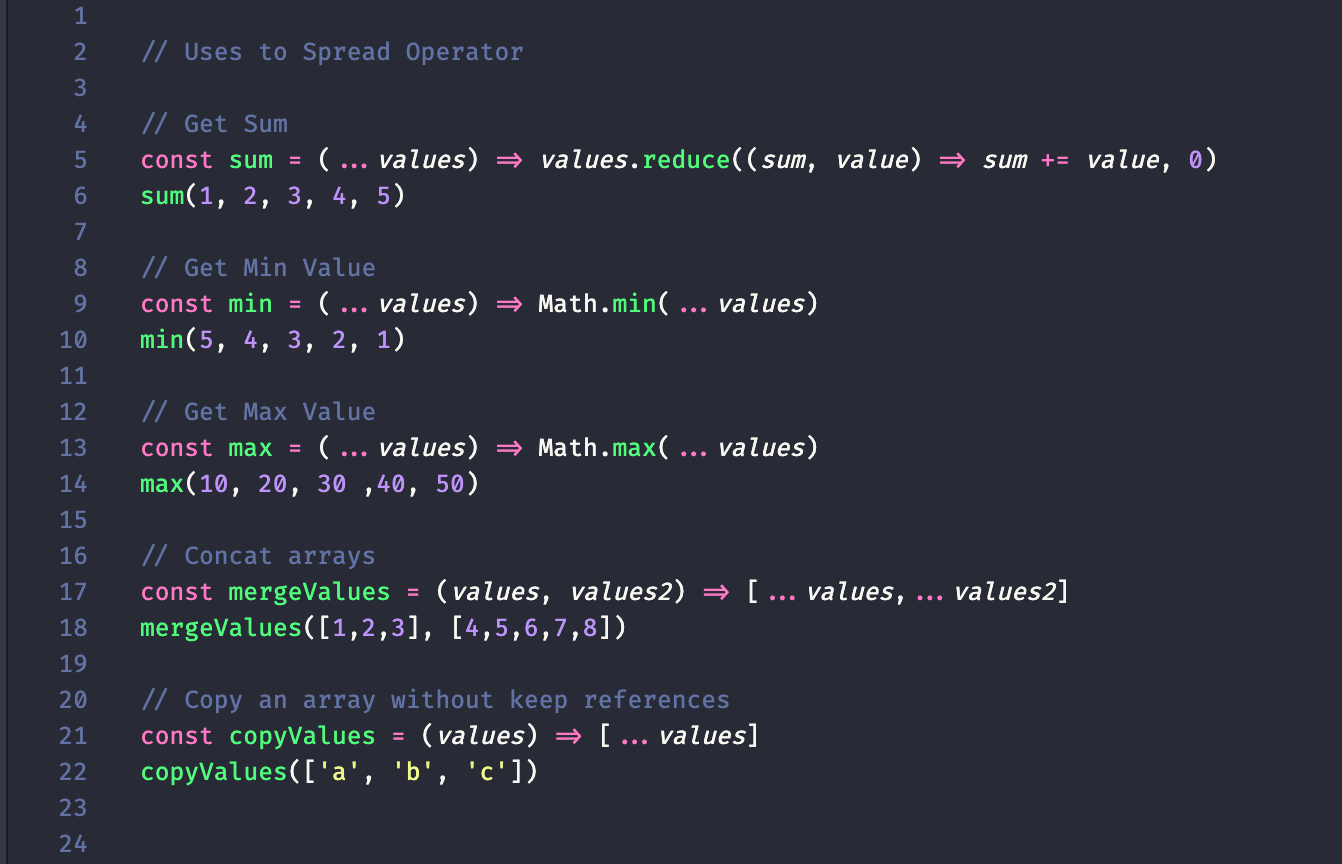 1
2 // Uses to Spread Operator
3
4 // Get Sum
5 const sum = (...values) => values.reduce((sum, value) => sum += value, 0)
6 sum(1, 2, 3, 4, 5)
7
8 // Get Min Value
9 const min = (...values) => Math.min(...values)
10 min(5, 4, 3, 2, 1)
11
12 // Get Max Value
13 const max = (...values) => Math.max(...values)
14 max(10, 20, 30 ,40, 50)
15
16 // Concat arrays
17 const mergeValues = (values, values2) => [...values,...values2]
18 mergeValues([1,2,3], [4,5,6,7,8])
19
20 // Copy an array without keep references
21 const copyValues = (values) => [...values]
22 copyValues(['a', 'b', 'c'])
23
24